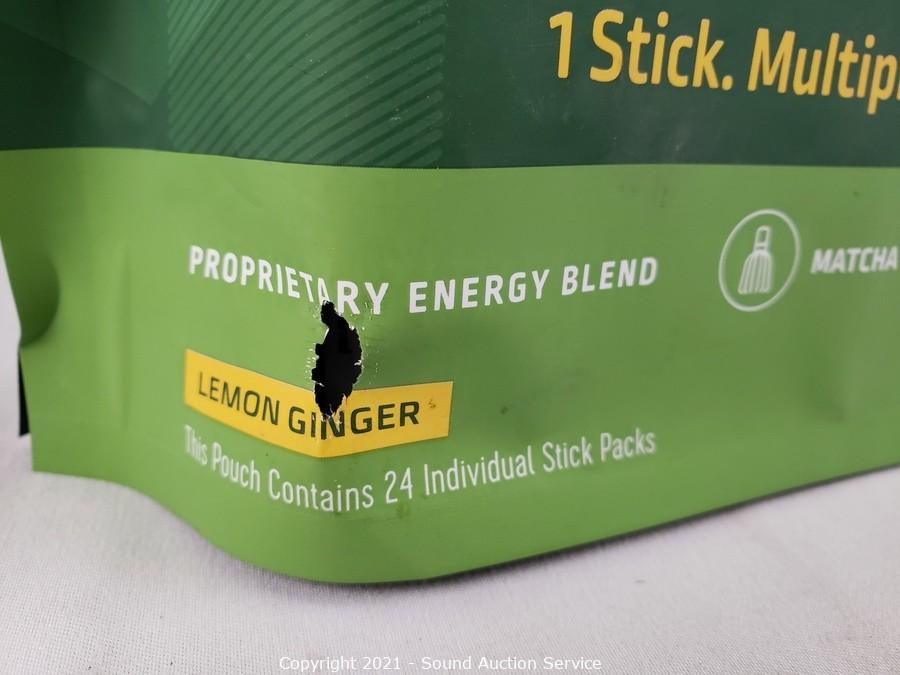 1 Stick.
PROPRIETARY ENERGY BLEND
MATCHA
LEMON GINGER
This Pouch Contains 24 Individual Stick Packs
Copyright 2021 - Sound Auction Service